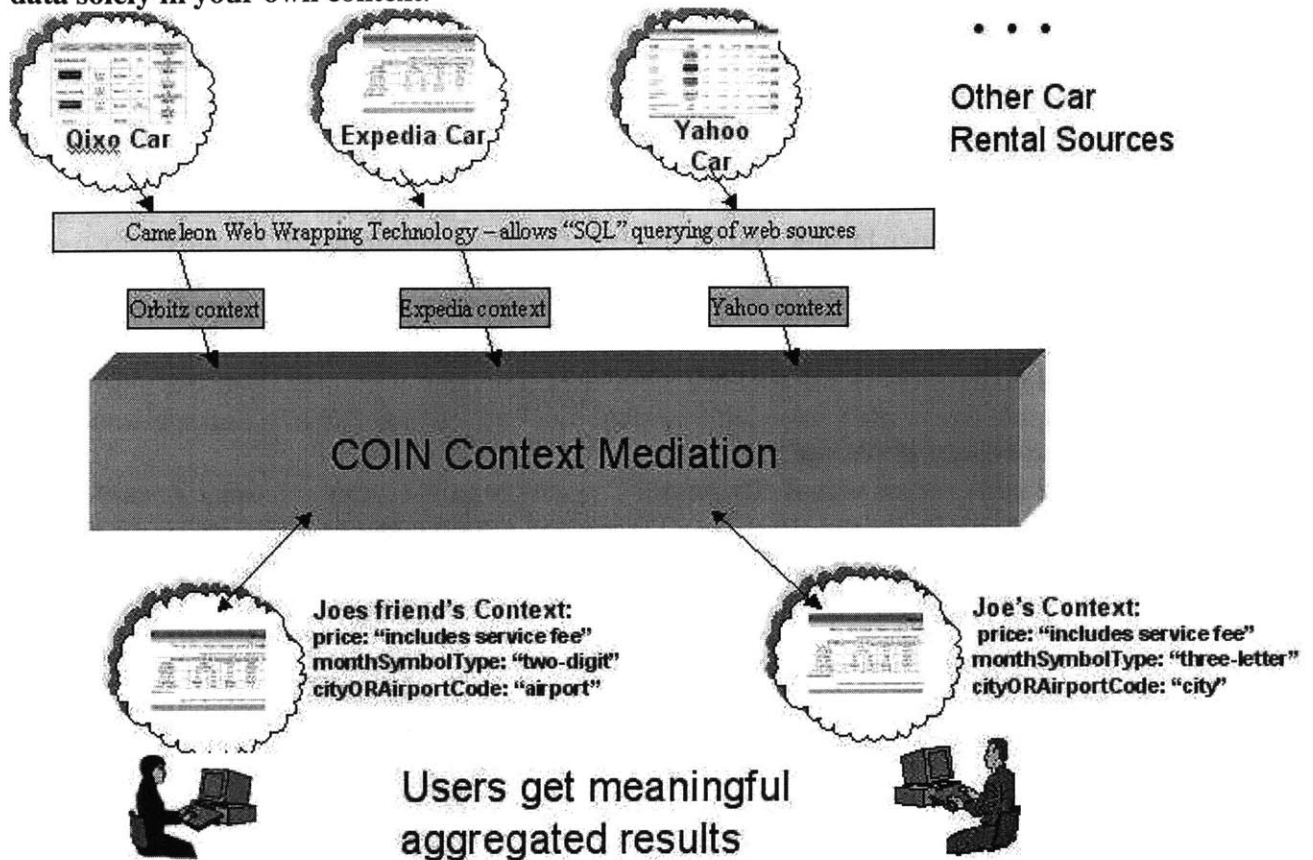 data solely in your own context.
. . .
Other Car
Rental Sources
Qixo Car
Expedia Car
Yahoo
Car
Cameleon Web Wrapping Technology – allows “SQL” querying of web sources
Orbitz context
Expedia context
Yahoo context
COIN Context Mediation
Joes friend's Context:
price: “includes service fee”
monthSymbolType: “two-digit”
cityORAirportCode: “airport”
Joe's Context:
price: “includes service fee”
monthSymbolType: “three-letter”
cityORAirportCode: “city”
Users get meaningful
aggregated results